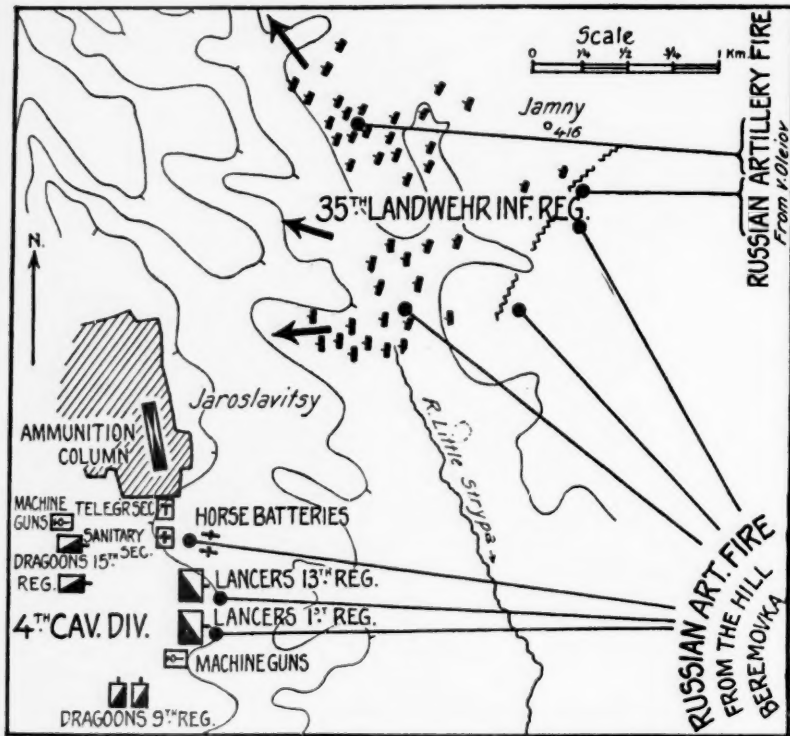 Scale
0 1/4 1/2 3/4 1 Km.
Jamny
416
RUSSIAN ARTILLERY FIRE
From V. Oleiov
35TH LANDWEHR INF. REG.
N.
Jaroslavitsy
AMMUNITION
COLUMN
R. Little Strypa
MACHINE
GUNS
TELEGR SEC.
SANITARY
SEC.
HORSE BATTERIES
DRAGOONS 15TH
REG.
LANCERS 13TH REG.
4TH CAV. DIV.
LANCERS 1ST REG.
MACHINE GUNS
DRAGOONS 9TH REG.
RUSSIAN ART. FIRE
FROM THE HILL
BEREMOVKA